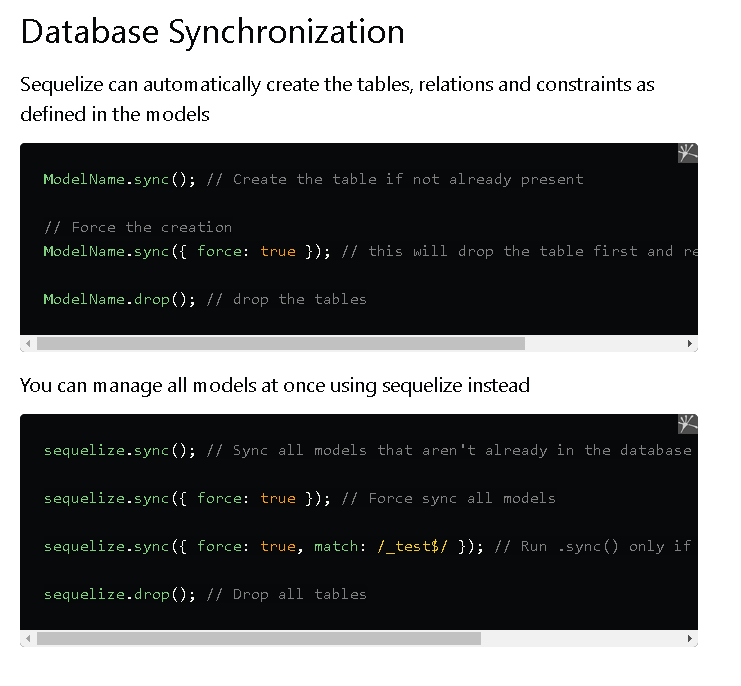 Database Synchronization
Sequelize can automatically create the tables, relations and constraints as
defined in the models
ModelName.sync(); // Create the table if not already present
// Force the creation
ModelName.sync({ force: true }); // this will drop the table first and re
ModelName.drop(); // drop the tables
You can manage all models at once using sequelize instead
sequelize.sync(); // Sync all models that aren't already in the database
sequelize.sync({ force: true }); // Force sync all models
sequelize.sync({ force: true, match: /_test$/ }); // Run .sync() only if
sequelize.drop(); // Drop all tables